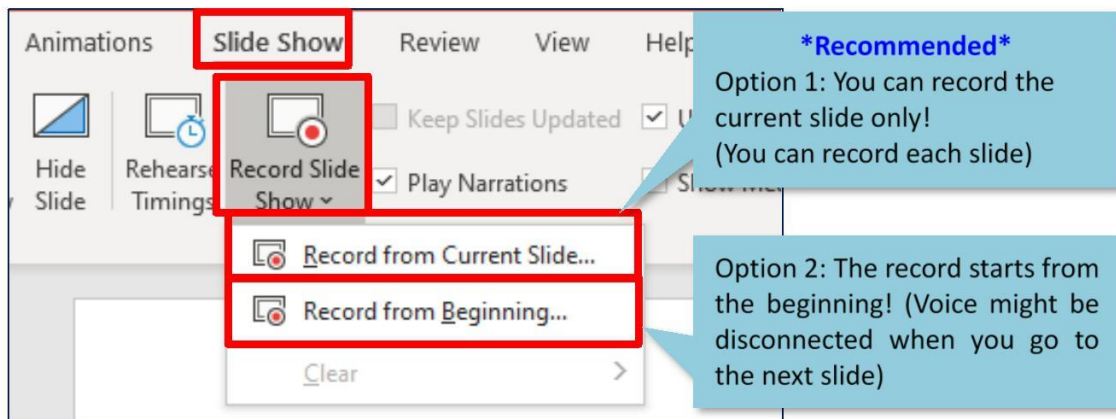 Animations Slide Show Review View Help
Hide
Slide
Rehearse
Timings
Record Slide
Show
Keep Slides Updated
Play Narrations
Record from Current Slide...
Record from Beginning...
Clear
*Recommended*
Option 1: You can record the
current slide only!
(You can record each slide)
Option 2: The record starts from
the beginning! (Voice might be
disconnected when you go to
the next slide)